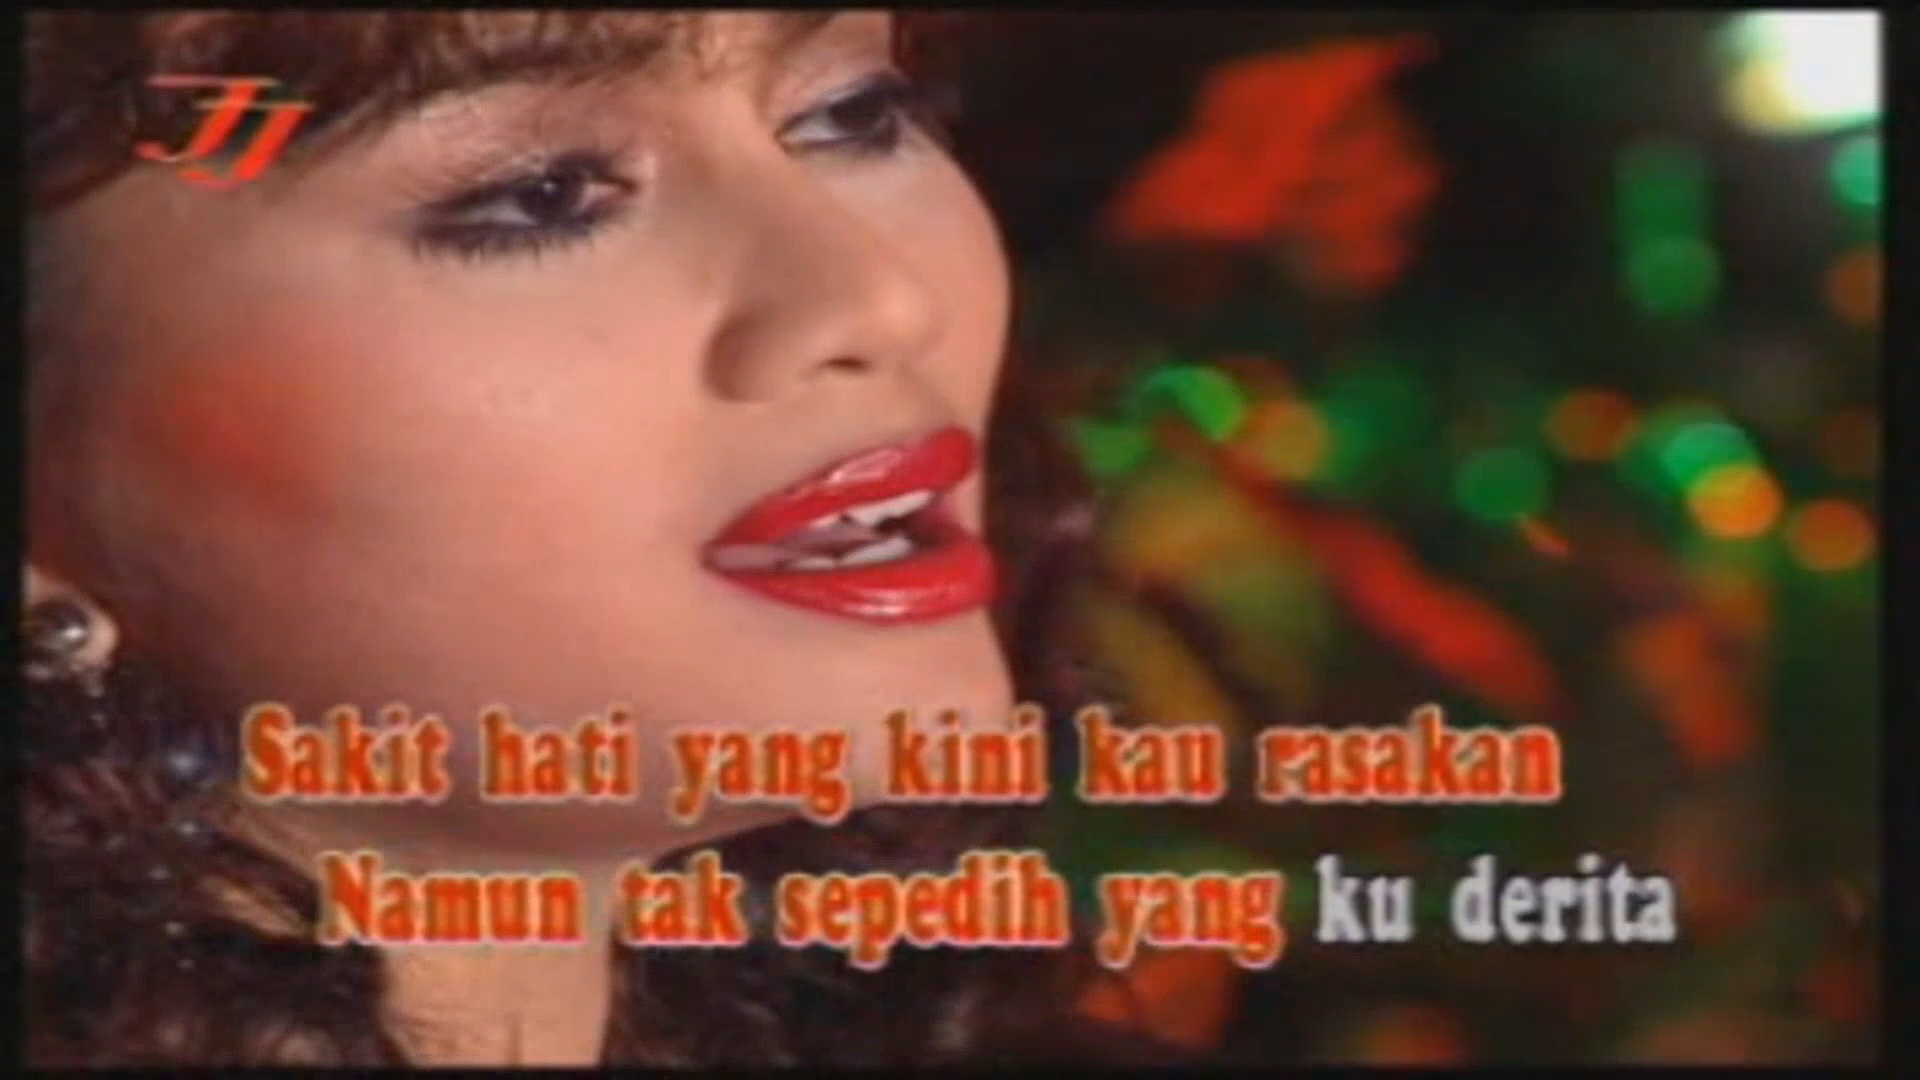 JJ
Sakit hati yang kini kau rasakan
Namun tak sepedih yang ku derita